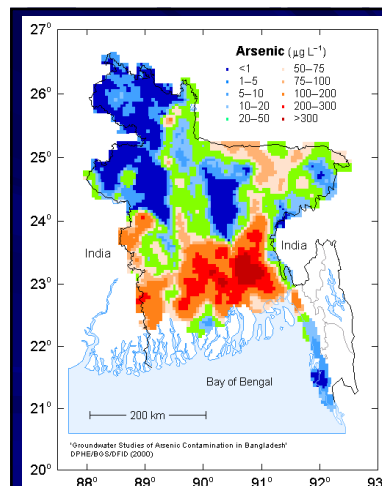 Arsenic (µg L⁻¹)
<1
1–5
5–10
10–20
20–50
50–75
75–100
100–200
200–300
>300
27°
26°
25°
24°
23°
22°
21°
20°
India
India
Bay of Bengal
200 km
'Groundwater Studies of Arsenic Contamination in Bangladesh'
DPHE/BGS/DFID (2000)
88° 89° 90° 91° 92° 93